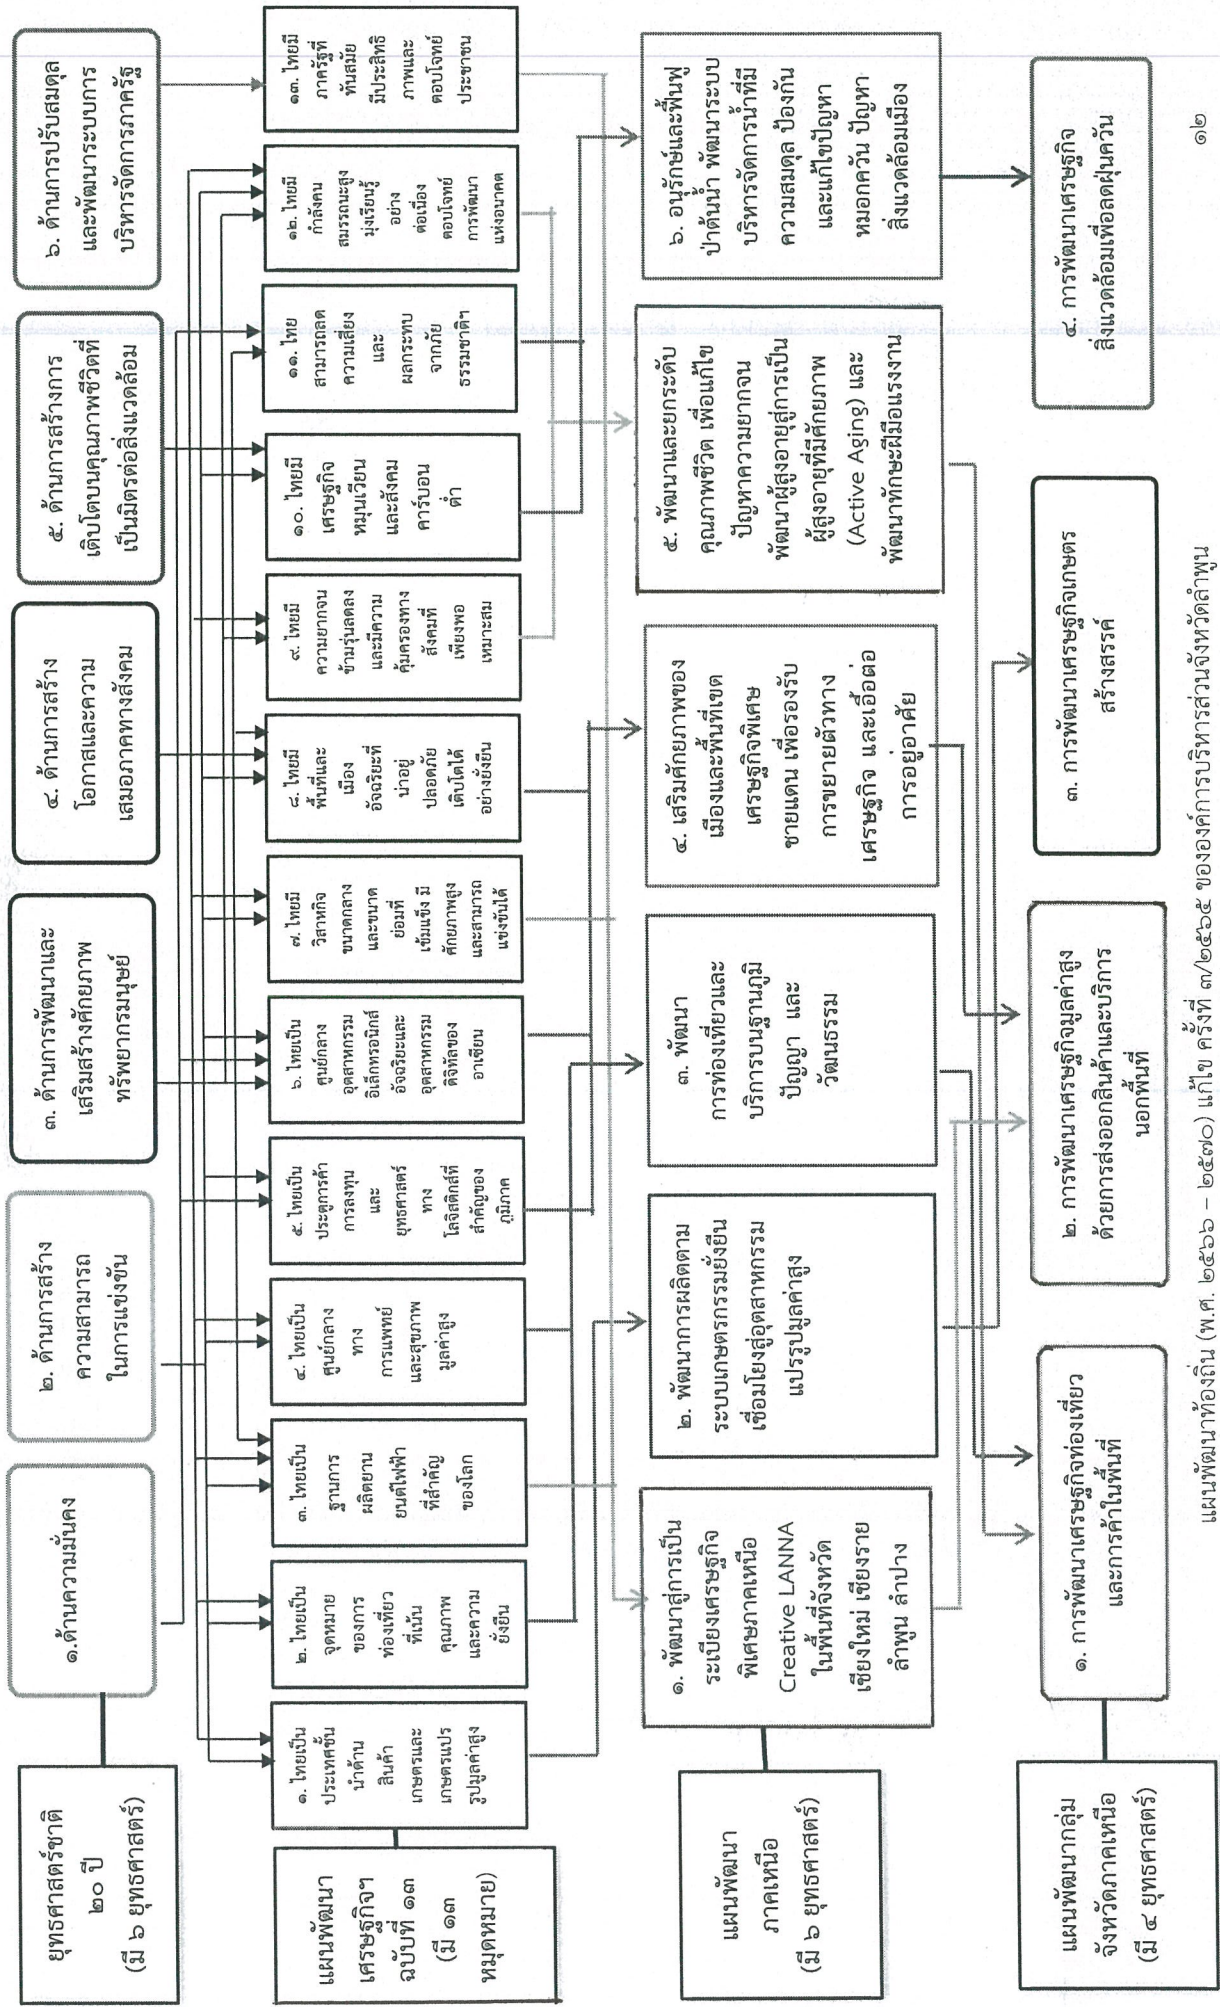 ยุทธศาสตร์ชาติ
๒๐ ปี
(มี ๖ ยุทธศาสตร์)
๑.ด้านความมั่นคง
๒. ด้านการสร้าง
ความสามารถ
ในการแข่งขัน
๓. ด้านการพัฒนาและ
เสริมสร้างศักยภาพ
ทรัพยากรมนุษย์
๔. ด้านการสร้าง
โอกาสและความ
เสมอภาคทางสังคม
๕. ด้านการสร้างการ
เติบโตบนคุณภาพชีวิตที่
เป็นมิตรต่อสิ่งแวดล้อม
๖. ด้านการปรับสมดุล
และพัฒนาระบบการ
บริหารจัดการภาครัฐ
แผนพัฒนา
เศรษฐกิจฯ
ฉบับที่ ๑๓
(มี ๑๓
หมุดหมาย)
๑. ไทยเป็น
ประเทศชั้น
นำด้าน
สินค้า
เกษตรและ
เกษตรแปร
รูปมูลค่าสูง
๒. ไทยเป็น
จุดหมาย
ของการ
ท่องเที่ยว
ที่เน้น
คุณภาพ
และความ
ยั่งยืน
๓. ไทยเป็น
ฐานการ
ผลิตยาน
ยนต์ไฟฟ้า
ที่สำคัญ
ของโลก
๔. ไทยเป็น
ศูนย์กลาง
ทาง
การแพทย์
และสุขภาพ
มูลค่าสูง
๕. ไทยเป็น
ประตูการค้า
การลงทุน
และ
ยุทธศาสตร์
ทาง
โลจิสติกส์ที่
สำคัญของ
ภูมิภาค
๖. ไทยเป็น
ศูนย์กลาง
อุตสาหกรรม
อิเล็กทรอนิกส์
อัจฉริยะและ
อุตสาหกรรม
ดิจิทัลของ
อาเซียน
๗. ไทยมี
วิสาหกิจ
ขนาดกลาง
และขนาด
ย่อมที่
เข้มแข็ง มี
ศักยภาพสูง
และสามารถ
แข่งขันได้
๘. ไทยมี
พื้นที่และ
เมือง
อัจฉริยะที่
น่าอยู่
ปลอดภัย
เติบโตได้
อย่างยั่งยืน
๙. ไทยมี
ความยากจน
ข้ามรุ่นลดลง
และมีความ
คุ้มครองทาง
สังคมที่
เพียงพอ
เหมาะสม
๑๐. ไทยมี
เศรษฐกิจ
หมุนเวียน
และสังคม
คาร์บอน
ต่ำ
๑๑. ไทย
สามารถลด
ความเสี่ยง
และ
ผลกระทบ
จากภัย
ธรรมชาติฯ
๑๒. ไทยมี
กำลังคน
สมรรถนะสูง
มุ่งเรียนรู้
อย่าง
ต่อเนื่อง
ตอบโจทย์
การพัฒนา
แห่งอนาคต
๑๓. ไทยมี
ภาครัฐที่
ทันสมัย
มีประสิทธิ
ภาพและ
ตอบโจทย์
ประชาชน
แผนพัฒนา
ภาคเหนือ
(มี ๖ ยุทธศาสตร์)
๑. พัฒนาสู่การเป็น
ระเบียงเศรษฐกิจ
พิเศษภาคเหนือ
Creative LANNA
ในพื้นที่จังหวัด
เชียงใหม่ เชียงราย
ลำพูน ลำปาง
๒. พัฒนาการผลิตตาม
ระบบเกษตรกรรมยั่งยืน
เชื่อมโยงสู่อุตสาหกรรม
แปรรูปมูลค่าสูง
๓. พัฒนา
การท่องเที่ยวและ
บริการบนฐานภูมิ
ปัญญา และ
วัฒนธรรม
๔. เสริมศักยภาพของ
เมืองและพื้นที่เขต
เศรษฐกิจพิเศษ
ชายแดน เพื่อรองรับ
การขยายตัวทาง
เศรษฐกิจ และเอื้อต่อ
การอยู่อาศัย
๕. พัฒนาและยกระดับ
คุณภาพชีวิต เพื่อแก้ไข
ปัญหาความยากจน
พัฒนาผู้สูงอายุสู่การเป็น
ผู้สูงอายุที่มีศักยภาพ
(Active Aging) และ
พัฒนาทักษะฝีมือแรงงาน
๖. อนุรักษ์และฟื้นฟู
ป่าต้นน้ำ พัฒนาระบบ
บริหารจัดการน้ำที่มี
ความสมดุล ป้องกัน
และแก้ไขปัญหา
หมอกควัน ปัญหา
สิ่งแวดล้อมเมือง
แผนพัฒนากลุ่ม
จังหวัดภาคเหนือ
(มี ๔ ยุทธศาสตร์)
๑. การพัฒนาเศรษฐกิจท่องเที่ยว
และการค้าในพื้นที่
๒. การพัฒนาเศรษฐกิจมูลค่าสูง
ด้วยการส่งออกสินค้าและบริการ
นอกพื้นที่
๓. การพัฒนาเศรษฐกิจเกษตร
สร้างสรรค์
๔. การพัฒนาเศรษฐกิจ
สิ่งแวดล้อมเพื่อลดฝุ่นควัน
แผนพัฒนาท้องถิ่น (พ.ศ. ๒๕๖๖ – ๒๕๗๐) แก้ไข ครั้งที่ ๓/๒๕๖๕ ขององค์การบริหารส่วนจังหวัดลำพูน
๑๒